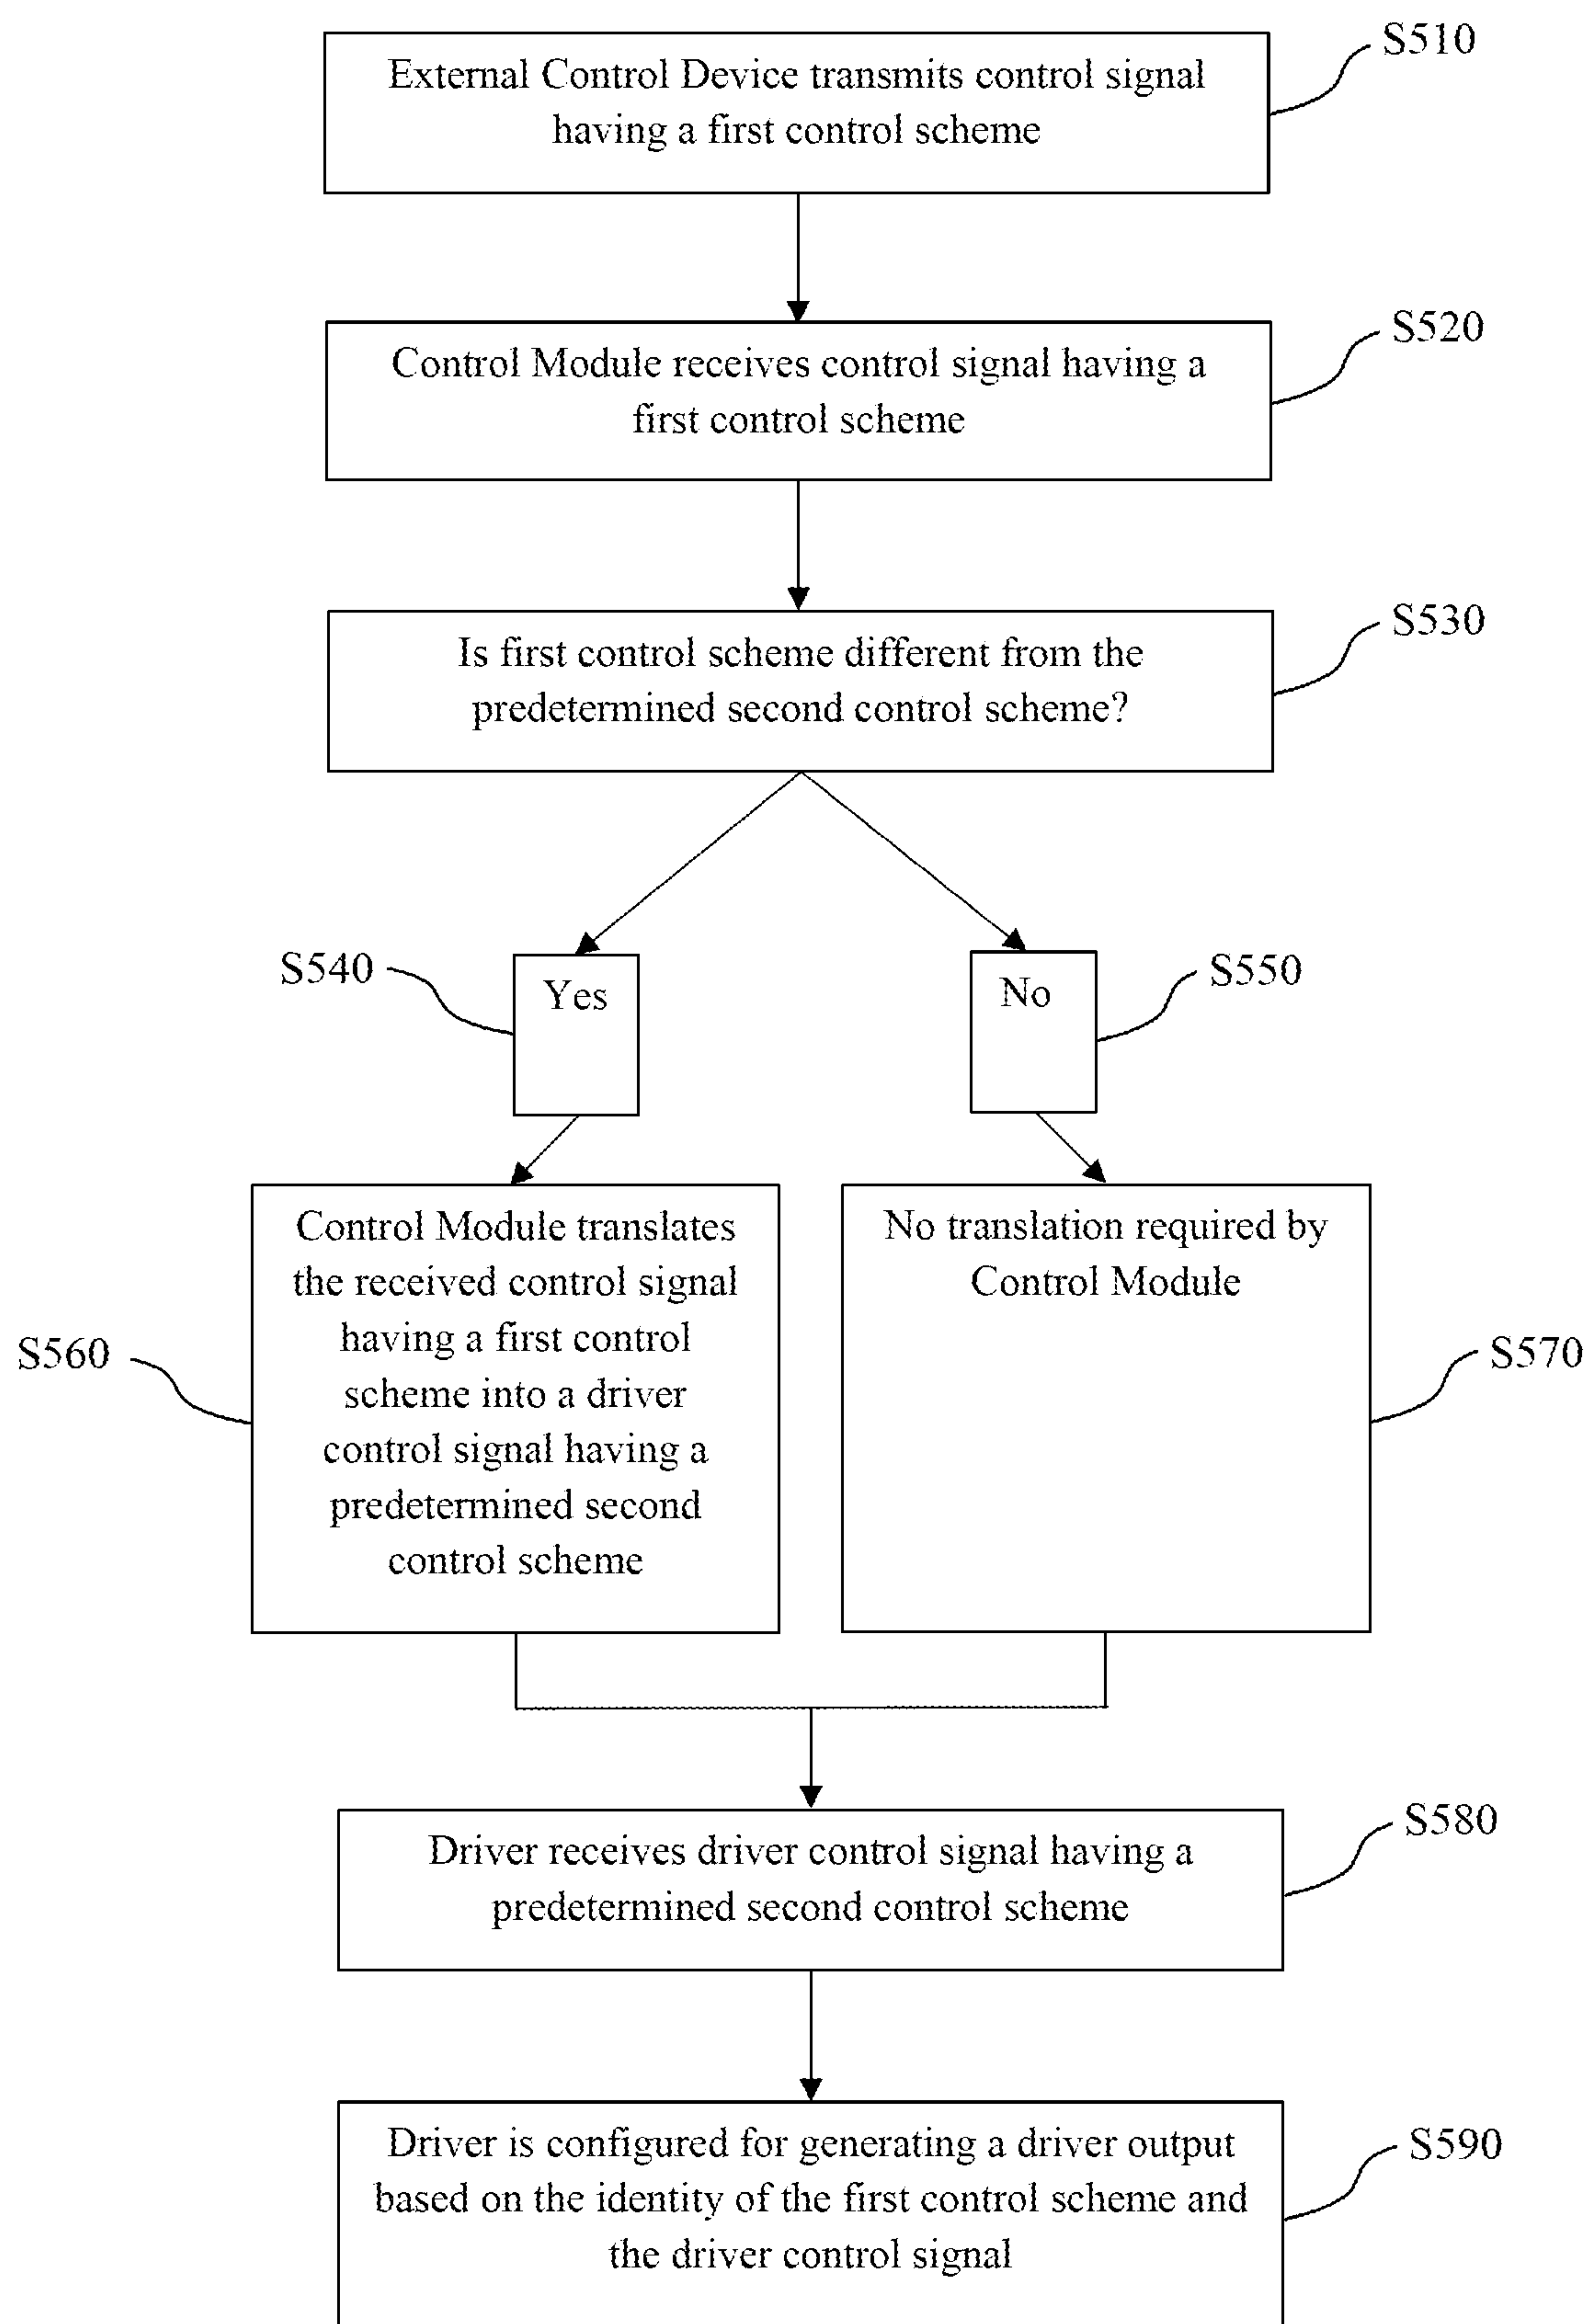 S510
External Control Device transmits control signal
having a first control scheme
S520
Control Module receives control signal having a
first control scheme
S530
Is first control scheme different from the
predetermined second control scheme?
S540
Yes
No
S550
Control Module translates
the received control signal
having a first control
scheme into a driver
control signal having a
predetermined second
control scheme
S560
No translation required by
Control Module
S570
S580
Driver receives driver control signal having a
predetermined second control scheme
S590
Driver is configured for generating a driver output
based on the identity of the first control scheme and
the driver control signal